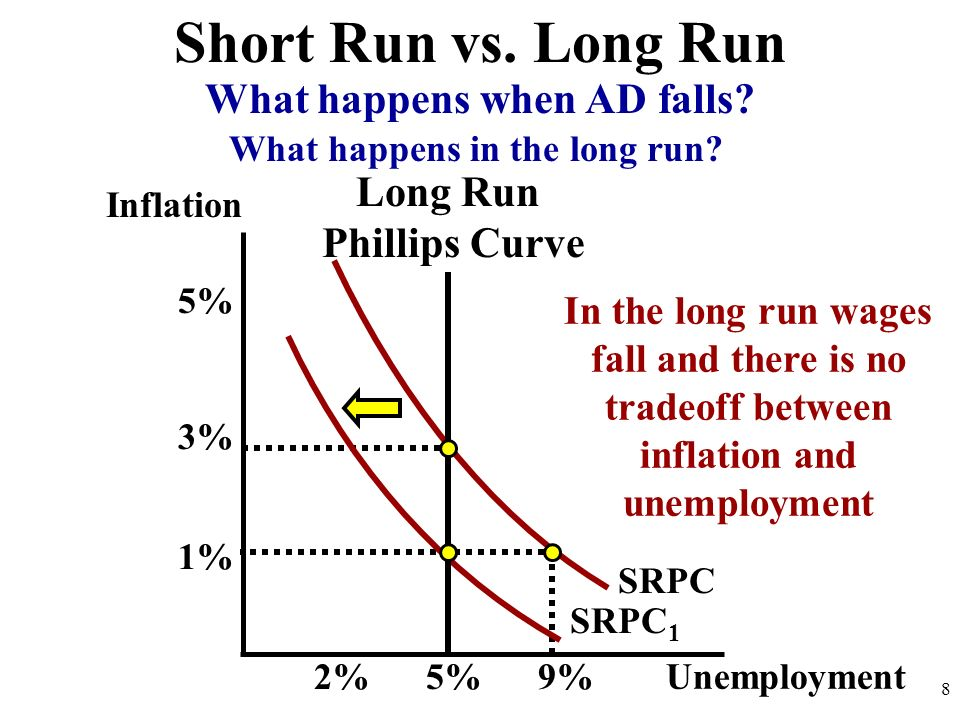 Short Run vs. Long Run
What happens when AD falls?
What happens in the long run?
Long Run
Phillips Curve
Inflation
5%
3%
1%
In the long run wages
fall and there is no
tradeoff between
inflation and
unemployment
SRPC
SRPC₁
2% 5% 9% Unemployment
8